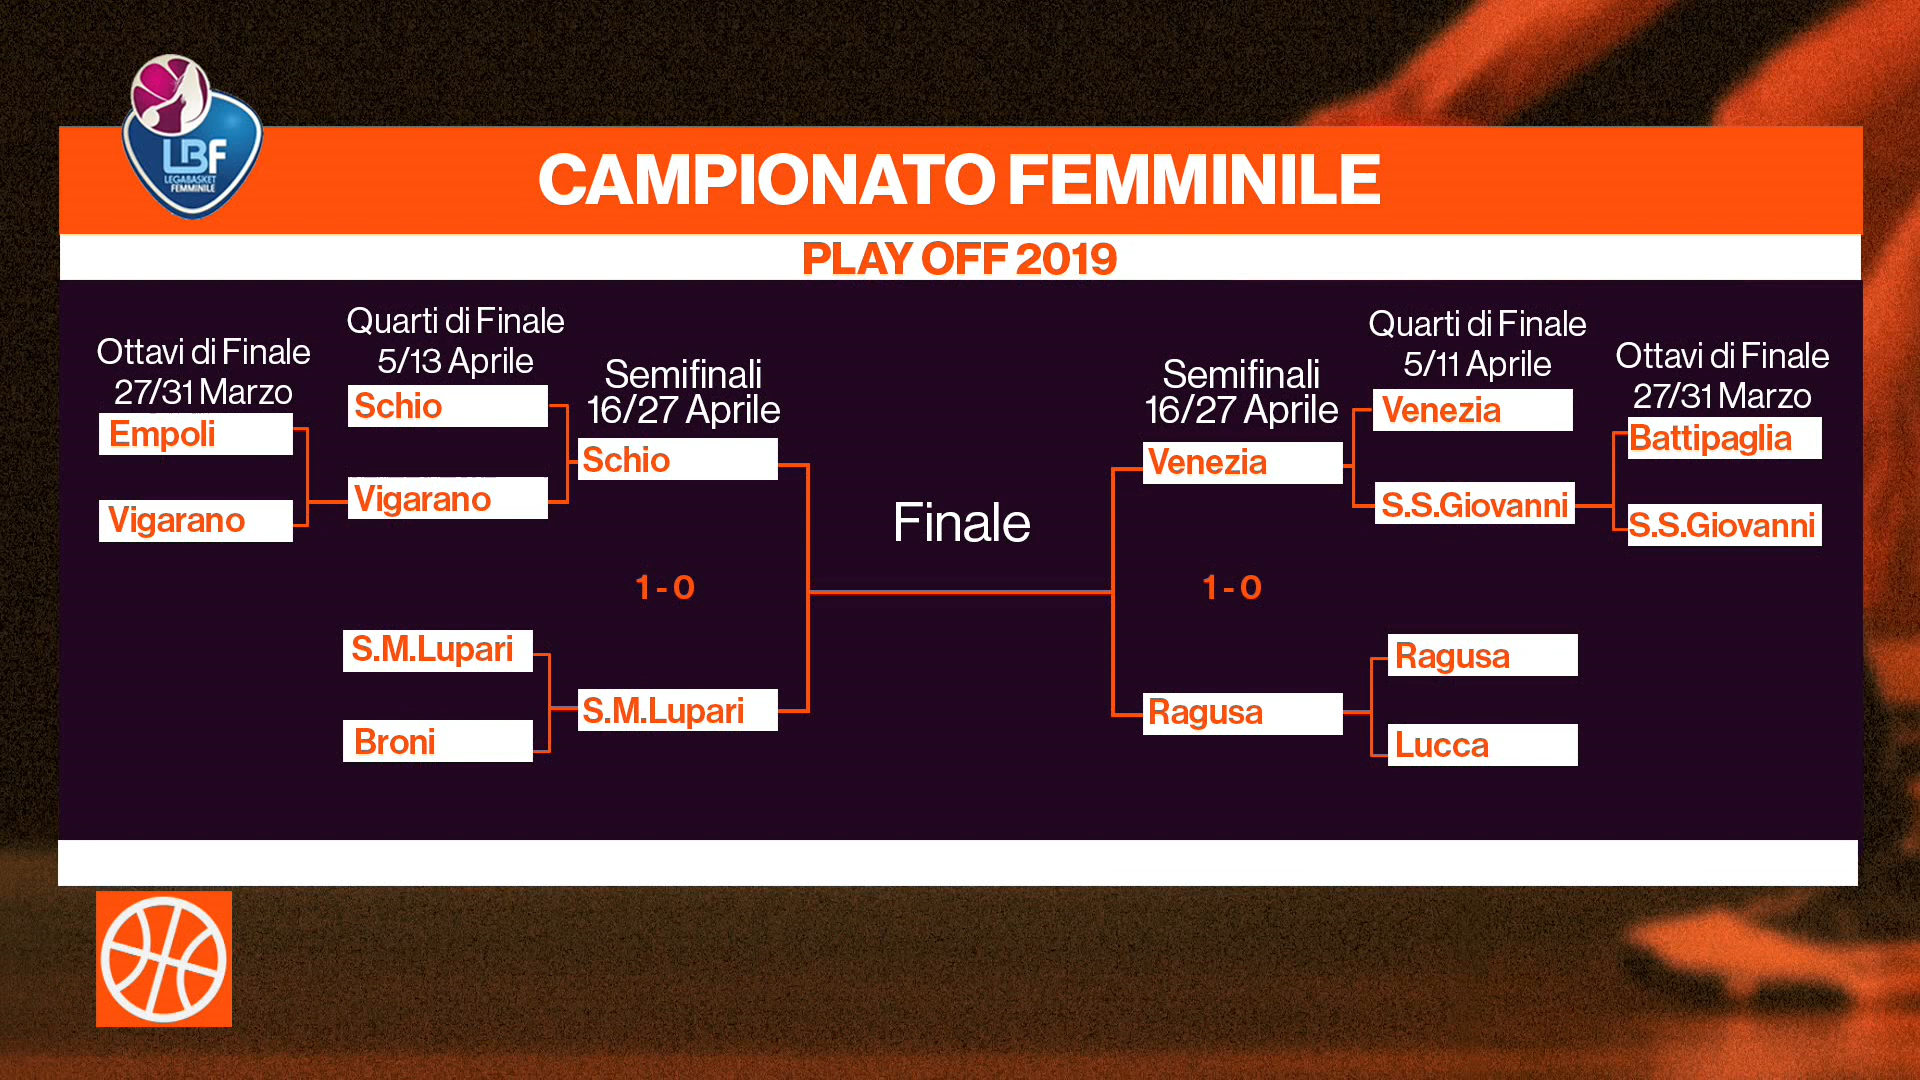 LBF
LEGABASKET
FEMMINILE
CAMPIONATO FEMMINILE
PLAY OFF 2019
Ottavi di Finale
27/31 Marzo
Empoli
Vigarano
Quarti di Finale
5/13 Aprile
Schio
Vigarano
S.M.Lupari
Broni
Semifinali
16/27 Aprile
Schio
1 - 0
S.M.Lupari
Finale
Semifinali
16/27 Aprile
Venezia
1 - 0
Ragusa
Quarti di Finale
5/11 Aprile
Venezia
S.S.Giovanni
Ragusa
Lucca
Ottavi di Finale
27/31 Marzo
Battipaglia
S.S.Giovanni